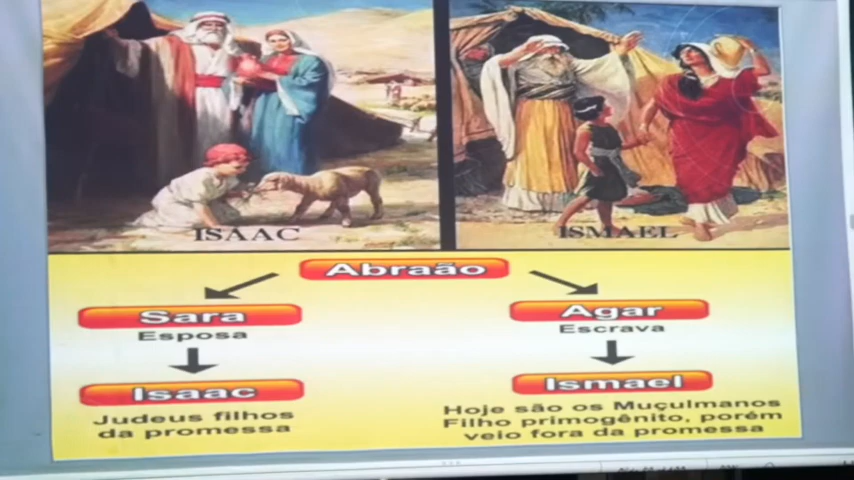 ISAAC
ISMAEL
Abraão
Sara
Esposa
Agar
Escrava
Isaac
Judeus filhos
da promessa
Ismael
Hoje são os Muçulmanos
Filho primogênito, porém
veio fora da promessa